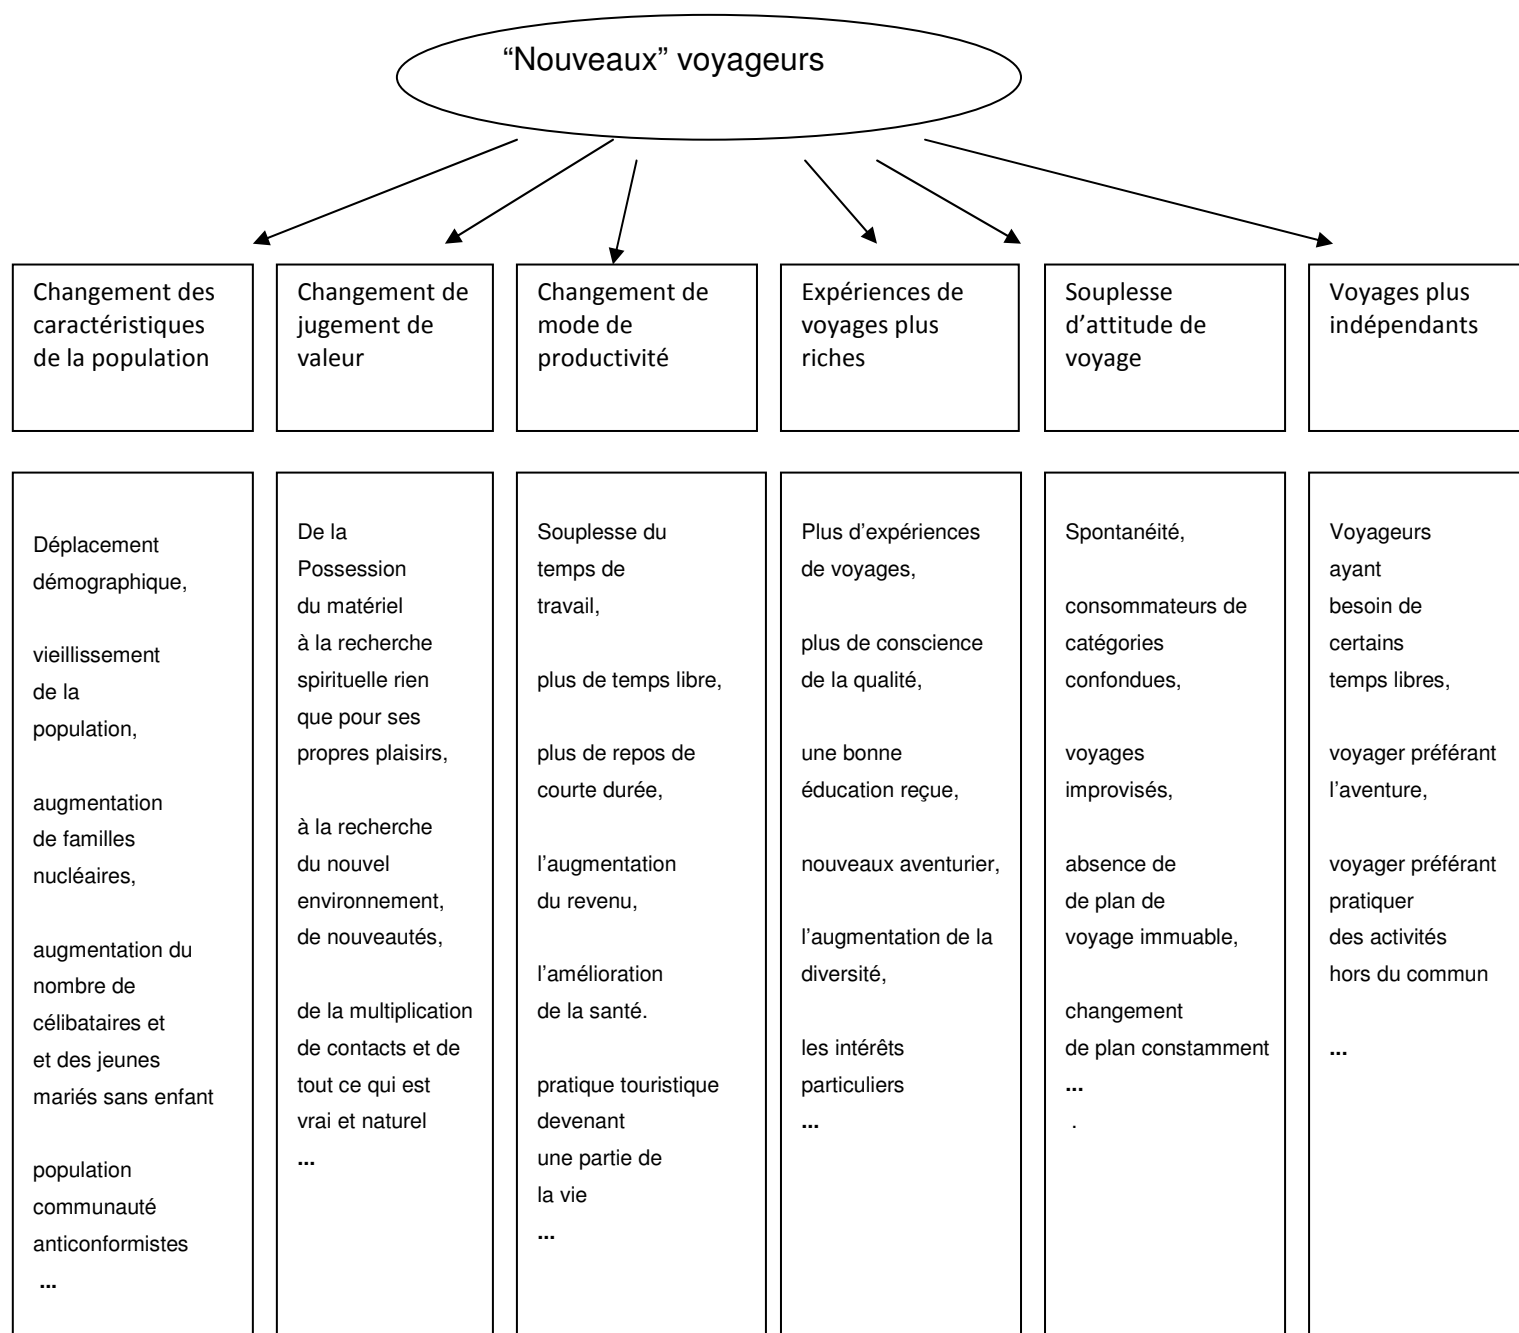 “Nouveaux” voyageurs
Changement des
caractéristiques
de la population
Changement de
jugement de
valeur
Changement de
mode de
productivité
Expériences de
voyages plus
riches
Souplesse
d’attitude de
voyage
Voyages plus
indépendants
Déplacement
démographique,
vieillissement
de la
population,
augmentation
de familles
nucléaires,
augmentation du
nombre de
célibataires et
et des jeunes
mariés sans enfant
population
communauté
anticonformistes
...
De la
Possession
du matériel
à la recherche
spirituelle rien
que pour ses
propres plaisirs,
à la recherche
du nouvel
environnement,
de nouveautés,
de la multiplication
de contacts et de
tout ce qui est
vrai et naturel
...
Souplesse du
temps de
travail,
plus de temps libre,
plus de repos de
courte durée,
l’augmentation
du revenu,
l’amélioration
de la santé.
pratique touristique
devenant
une partie de
la vie
...
Plus d’expériences
de voyages,
plus de conscience
de la qualité,
une bonne
éducation reçue,
nouveaux aventurier,
l’augmentation de la
diversité,
les intérêts
particuliers
...
Spontanéité,
consommateurs de
catégories
confondues,
voyages
improvisés,
absence de
de plan de
voyage immuable,
changement
de plan constamment
...
.
Voyageurs
ayant
besoin de
certains
temps libres,
voyager préférant
l’aventure,
voyager préférant
pratiquer
des activités
hors du commun
...